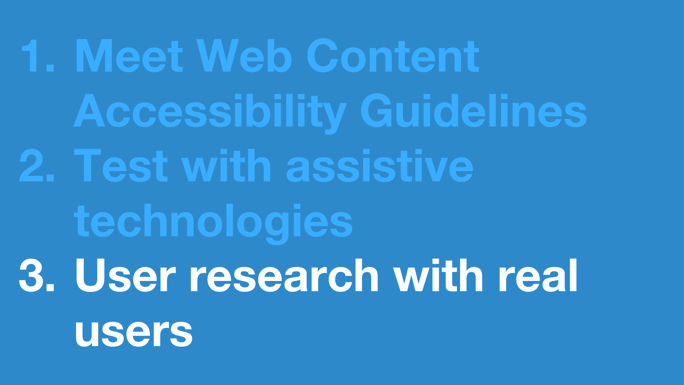 1. Meet Web Content
Accessibility Guidelines
2. Test with assistive
technologies
3. User research with real
users